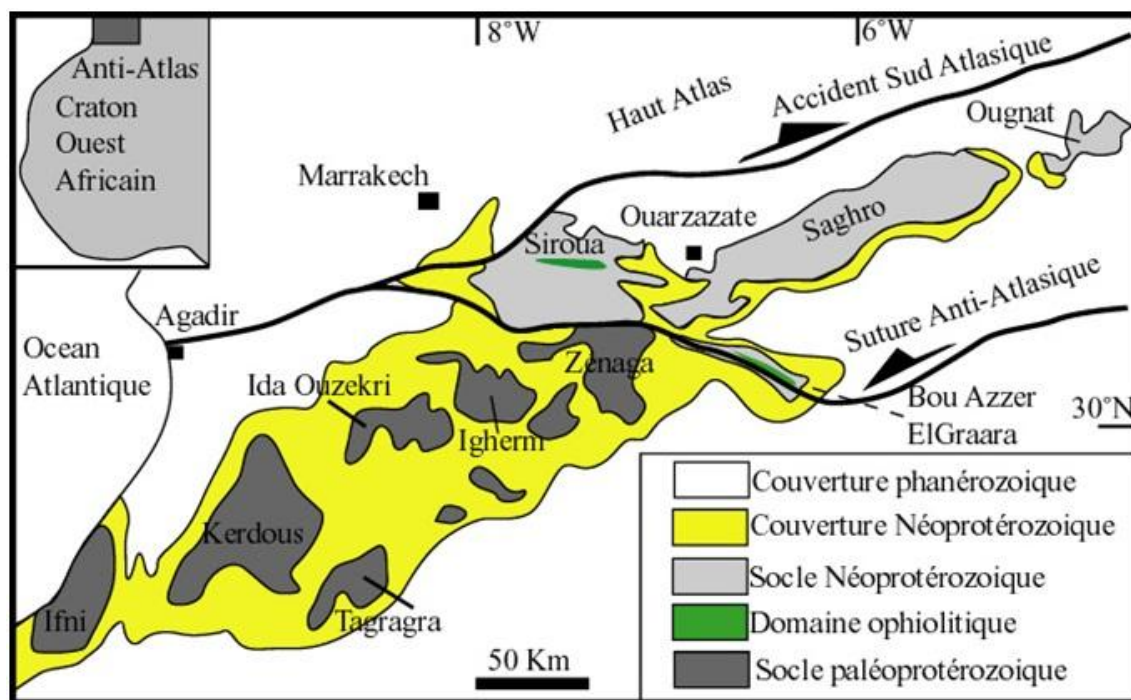 8°W
6°W
Anti-Atlas
Craton
Ouest
Africain
Haut Atlas
Accident Sud Atlasique
Ougnat
Marrakech
Ouarzazate
Siroua
Saghro
Suture Anti-Atlasique
Agadir
Ocean
Atlantique
Zenaga
Ida Ouzekri
Igherm
Bou Azzer
ElGraara
30°N
Kerdous
Ifni
Tagragra
50 Km
Couverture phanérozoique
Couverture Néoprotérozoique
Socle Néoprotérozoique
Domaine ophiolitique
Socle paléoprotérozoique